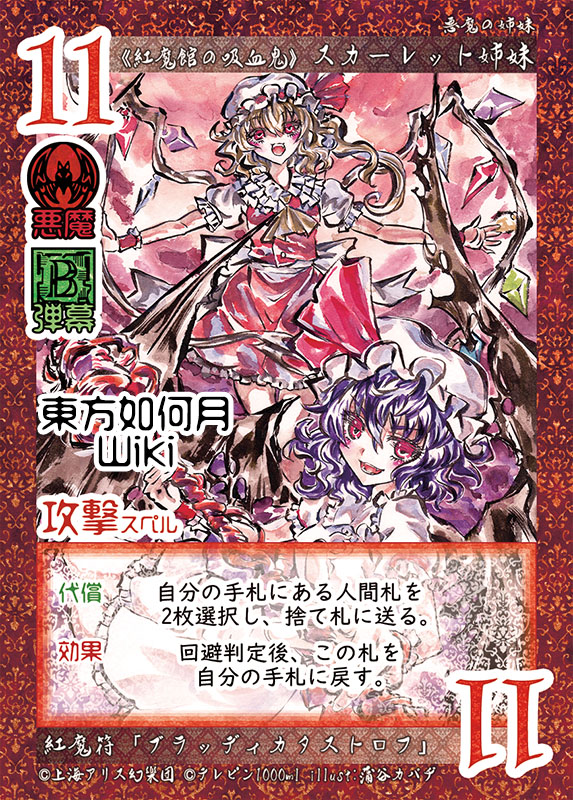 悪魔の姉妹
11
《紅魔館の吸血鬼》スカーレット姉妹
悪魔
B
弾幕
東方如何月
Wiki
攻撃スペル
代償
自分の手札にある人間札を
2枚選択し、捨て札に送る。
効果
回避判定後、この札を
自分の手札に戻す。
11
紅魔符「ブラッディカタストロフ」
©上海アリス幻樂団 ©テレピン1000ml illust:蒲谷カバヂ